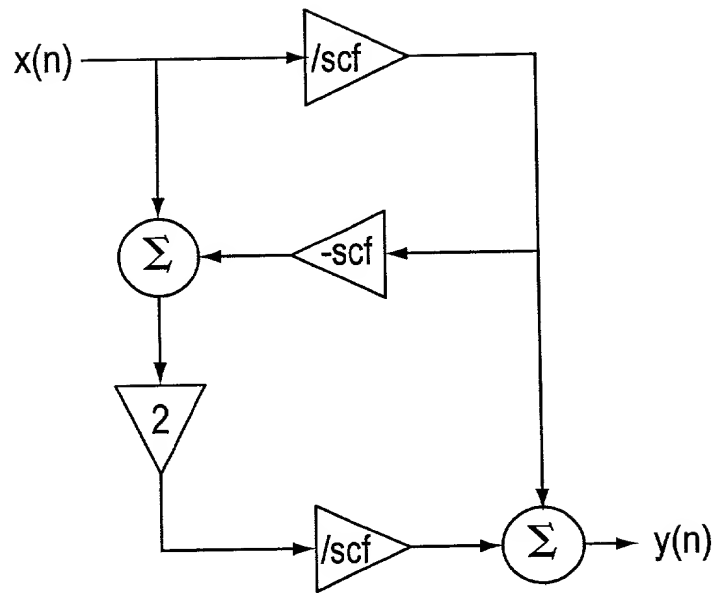 x(n)
/scf
Σ
-scf
2
/scf
Σ
y(n)